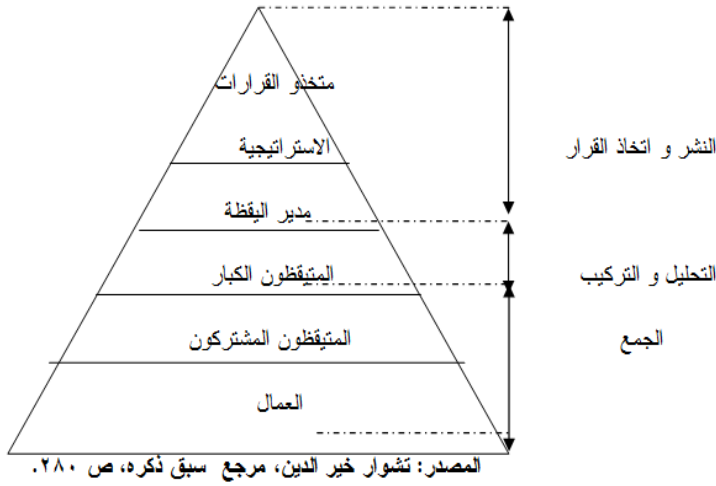 متخذو القرارات
الاستراتيجية
النشر و اتخاذ القرار
مدير اليقظة
المتيقظون الكبار
التحليل و التركيب
المتيقظون المشتركون
الجمع
العمال
المصدر: تشوار خير الدين، مرجع سبق ذكره، ص ٢٨٠.